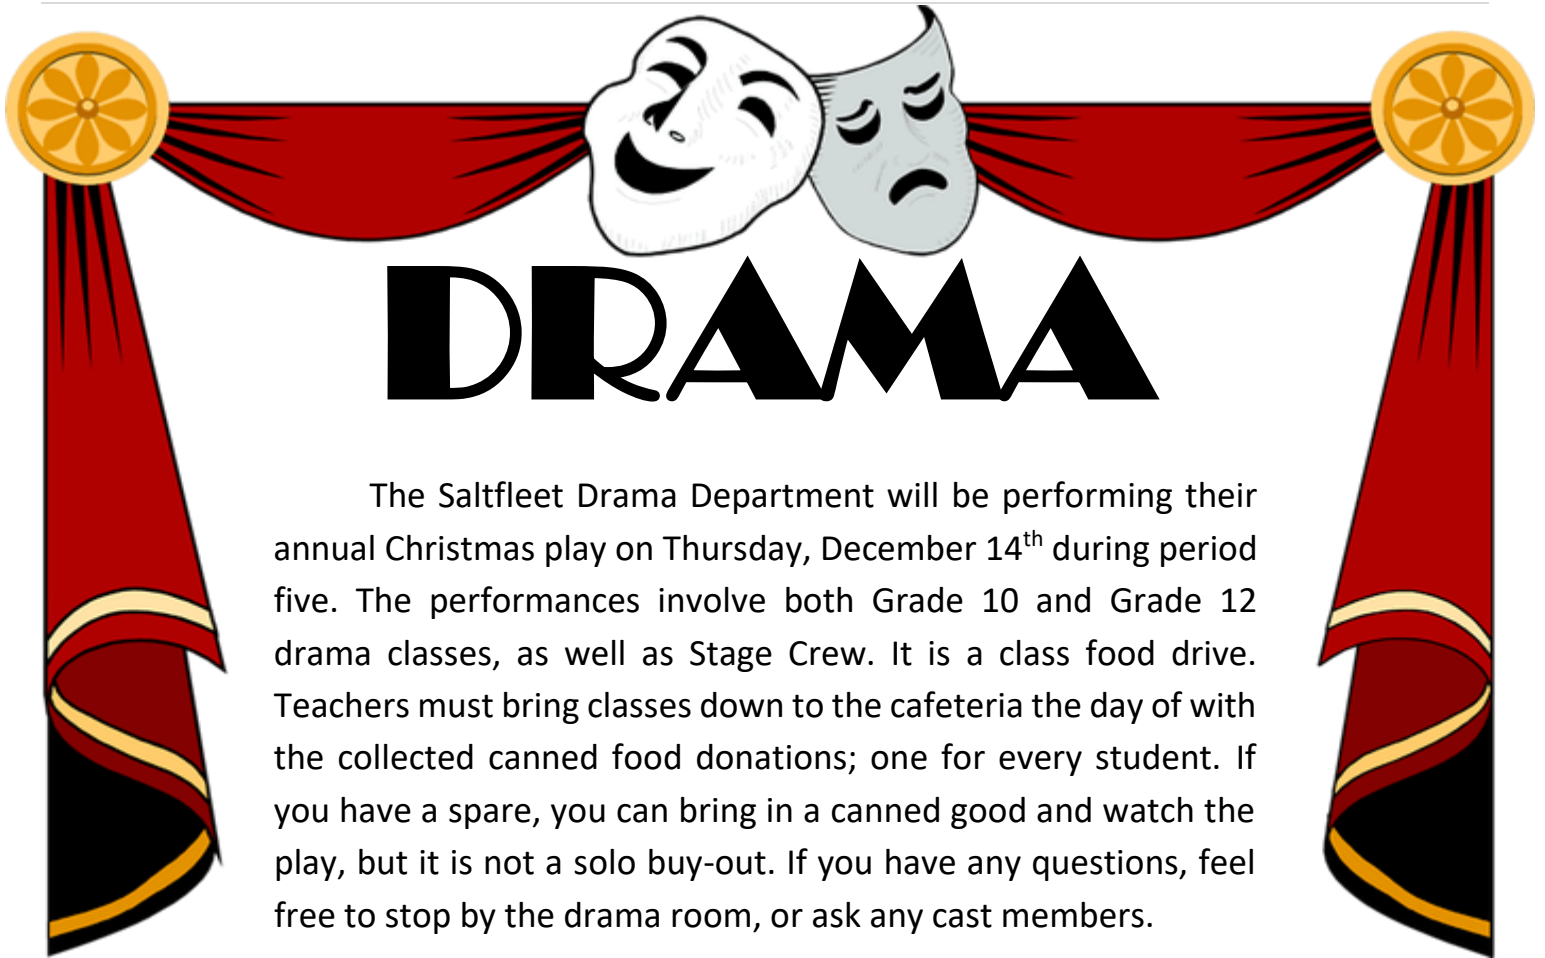 DRAMA
The Saltfleet Drama Department will be performing their
annual Christmas play on Thursday, December 14th during period
five. The performances involve both Grade 10 and Grade 12
drama classes, as well as Stage Crew. It is a class food drive.
Teachers must bring classes down to the cafeteria the day of with
the collected canned food donations; one for every student. If
you have a spare, you can bring in a canned good and watch the
play, but it is not a solo buy-out. If you have any questions, feel
free to stop by the drama room, or ask any cast members.